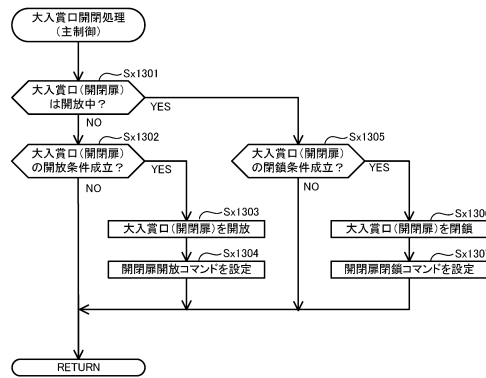 大入賞口開閉処理
(主制御)
Sx1301
大入賞口(開閉扉)
は開放中?
YES
NO
Sx1302
大入賞口(開閉扉)
の開放条件成立?
YES
NO
Sx1305
大入賞口(開閉扉)
の閉鎖条件成立?
YES
NO
Sx1303
大入賞口(開閉扉)を開放
Sx1304
開閉扉開放コマンドを設定
Sx1306
大入賞口(開閉扉)を閉鎖
Sx130
開閉扉閉鎖コマンドを設定
RETURN